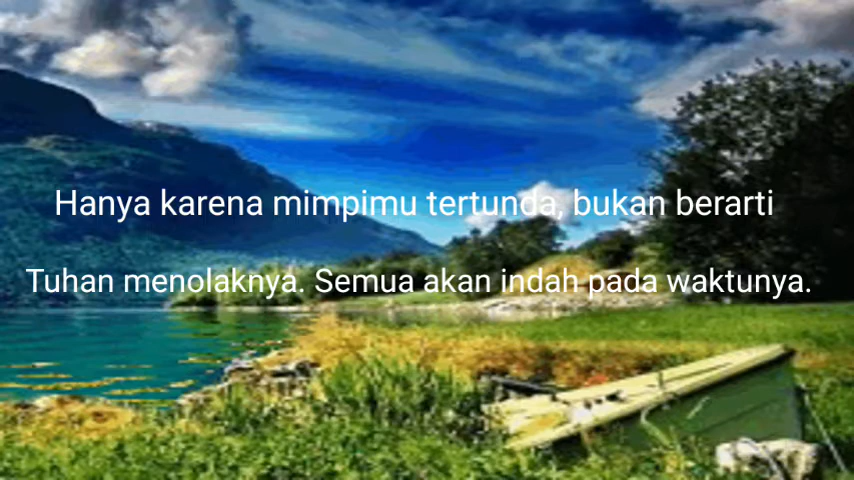 Hanya karena mimpimu tertunda, bukan berarti
Tuhan menolaknya. Semua akan indah pada waktunya.